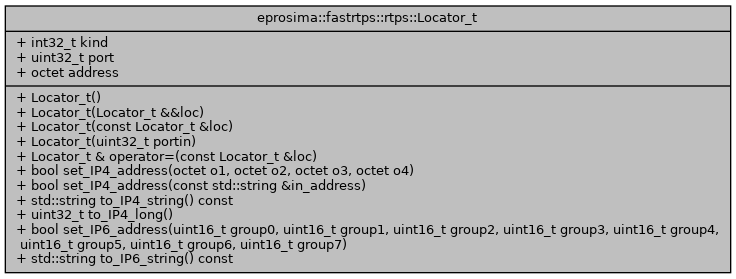 eprosima::fastrtps::rtps::Locator_t
+ int32_t kind
+ uint32_t port
+ octet address
+ Locator_t()
+ Locator_t(Locator_t &&loc)
+ Locator_t(const Locator_t &loc)
+ Locator_t(uint32_t portin)
+ Locator_t & operator=(const Locator_t &loc)
+ bool set_IP4_address(octet o1, octet o2, octet o3, octet o4)
+ bool set_IP4_address(const std::string &in_address)
+ std::string to_IP4_string() const
+ uint32_t to_IP4_long()
+ bool set_IP6_address(uint16_t group0, uint16_t group1, uint16_t group2, uint16_t group3, uint16_t group4,
uint16_t group5, uint16_t group6, uint16_t group7)
+ std::string to_IP6_string() const